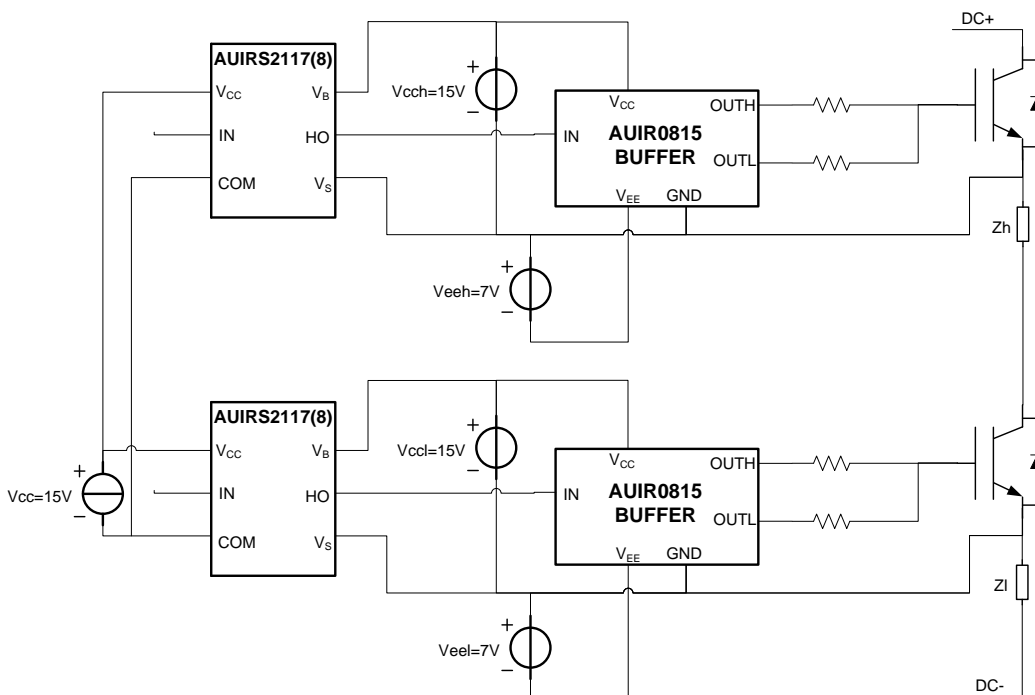 DC+
AUIRS2117(8)
VCC
VB
Vcch=15V
VCC
OUTH
IN
HO
IN
AUIR0815
BUFFER
OUTL
COM
VS
VEE
GND
Zh
Veeh=7V
AUIRS2117(8)
VCC
VB
Vccl=15V
VCC
OUTH
Vcc=15V
IN
HO
IN
AUIR0815
BUFFER
OUTL
COM
VS
VEE
GND
Zl
Veel=7V
DC-